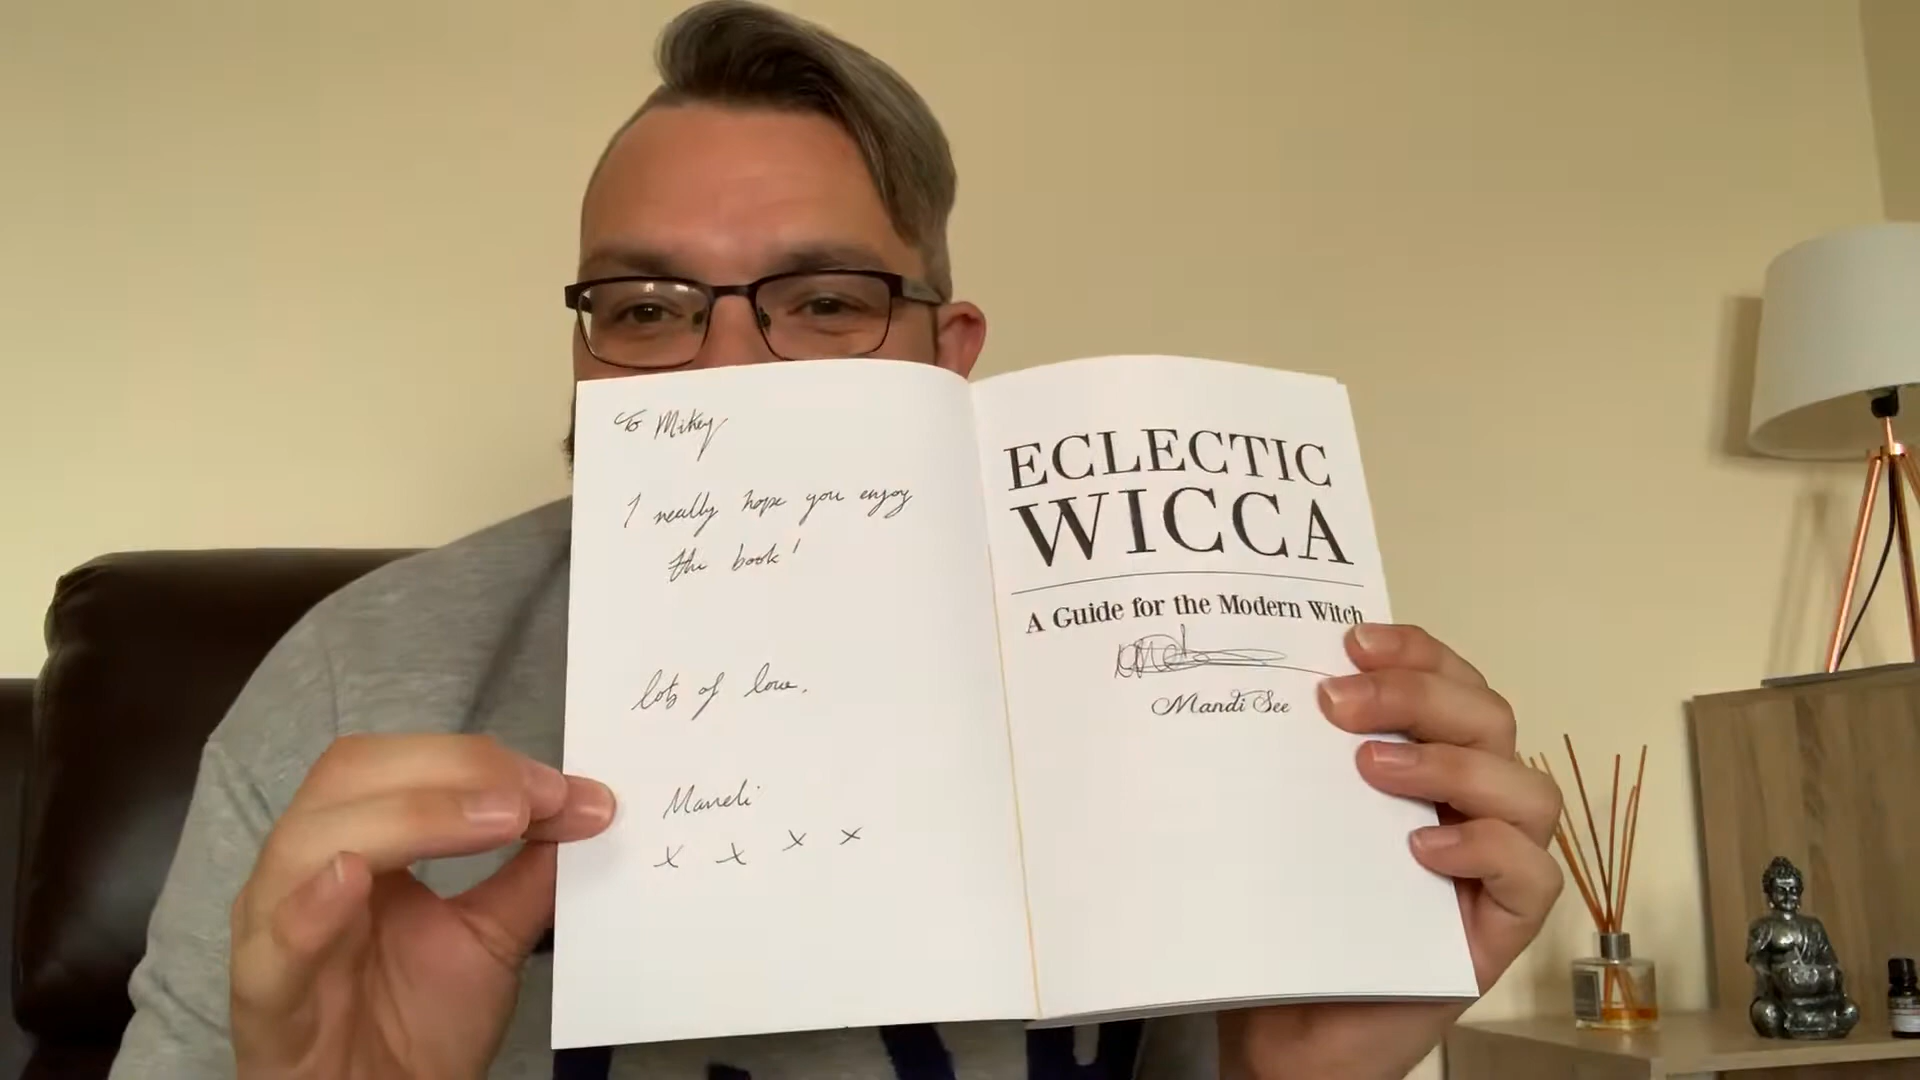 To Mikey
I really hope you enjoy
the book!
lots of love,
Mandi
x x x x
ECLECTIC
WICCA
A Guide for the Modern Witch
Mandi See